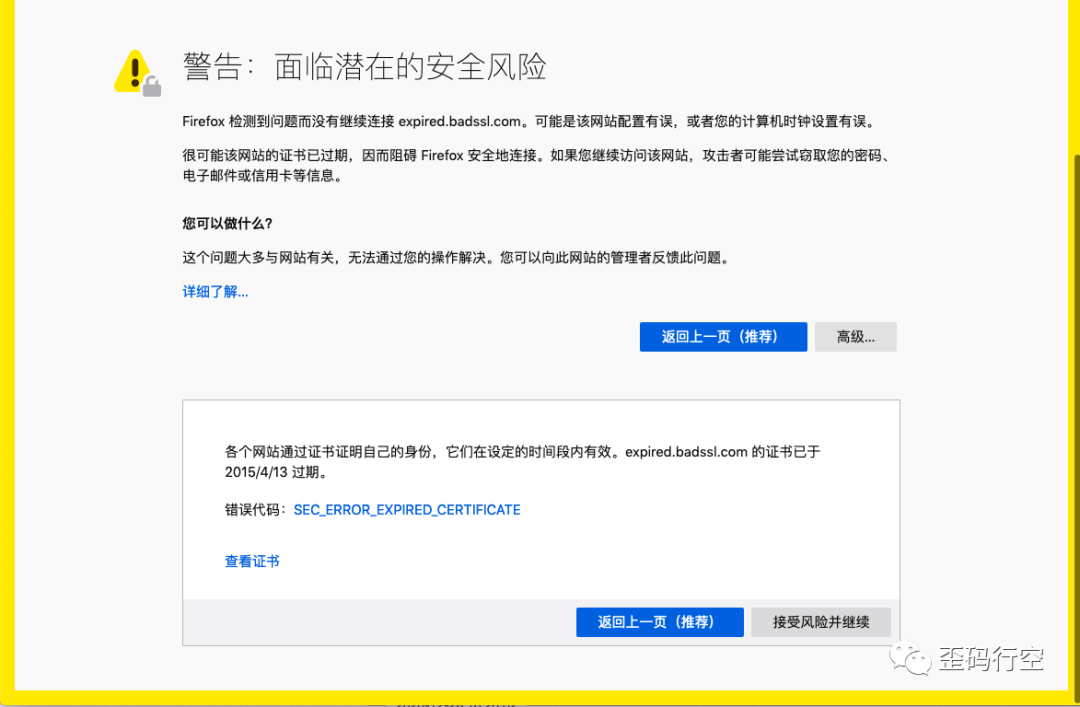 警告：面临潜在的安全风险
Firefox 检测到问题而没有继续连接 expired.badssl.com。可能是该网站配置有误，或者您的计算机时钟设置有误。
很可能该网站的证书已过期，因而阻碍 Firefox 安全地连接。如果您继续访问该网站，攻击者可能尝试窃取您的密码、
电子邮件或信用卡等信息。
您可以做什么？
这个问题大多与网站有关，无法通过您的操作解决。您可以向此网站的管理者反馈此问题。
详细了解...
返回上一页（推荐）
高级...
各个网站通过证书证明自己的身份，它们在设定的时间段内有效。expired.badssl.com 的证书已于
2015/4/13 过期。
错误代码：SEC_ERROR_EXPIRED_CERTIFICATE
查看证书
返回上一页（推荐）
接受风险并继续
歪码行空